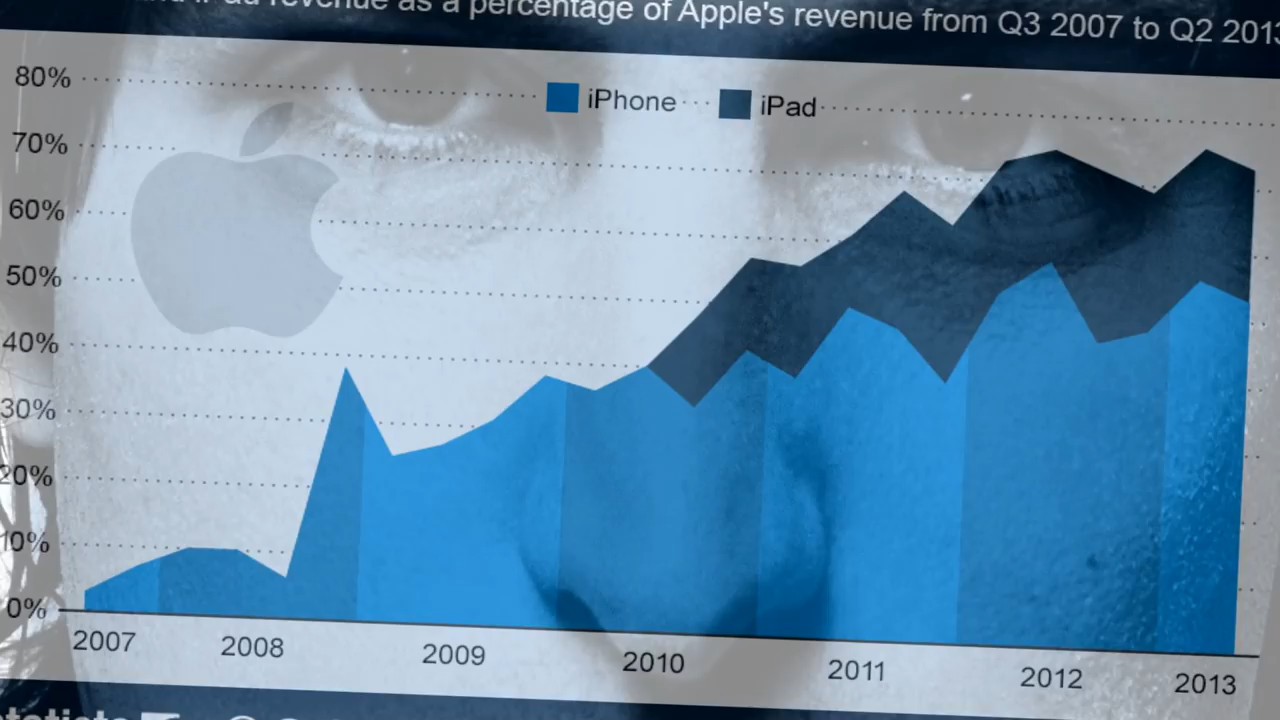 revenue as a percentage of Apple's revenue from Q3 2007 to Q2 2013
80%
iPhone
iPad
70%
60%
50%
40%
30%
20%
10%
0%
2007 2008 2009 2010 2011 2012 2013